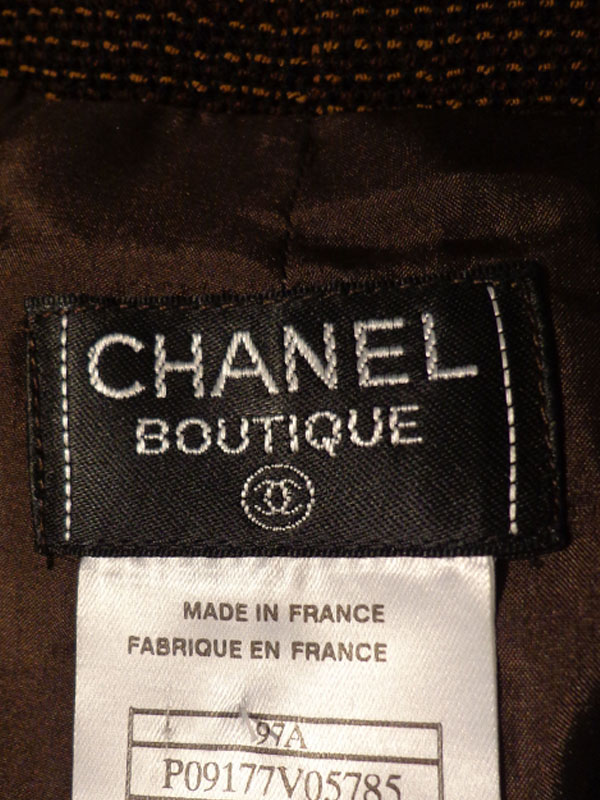 CHANEL
BOUTIQUE
MADE IN FRANCE
FABRIQUE EN FRANCE
97A
P09177V05785